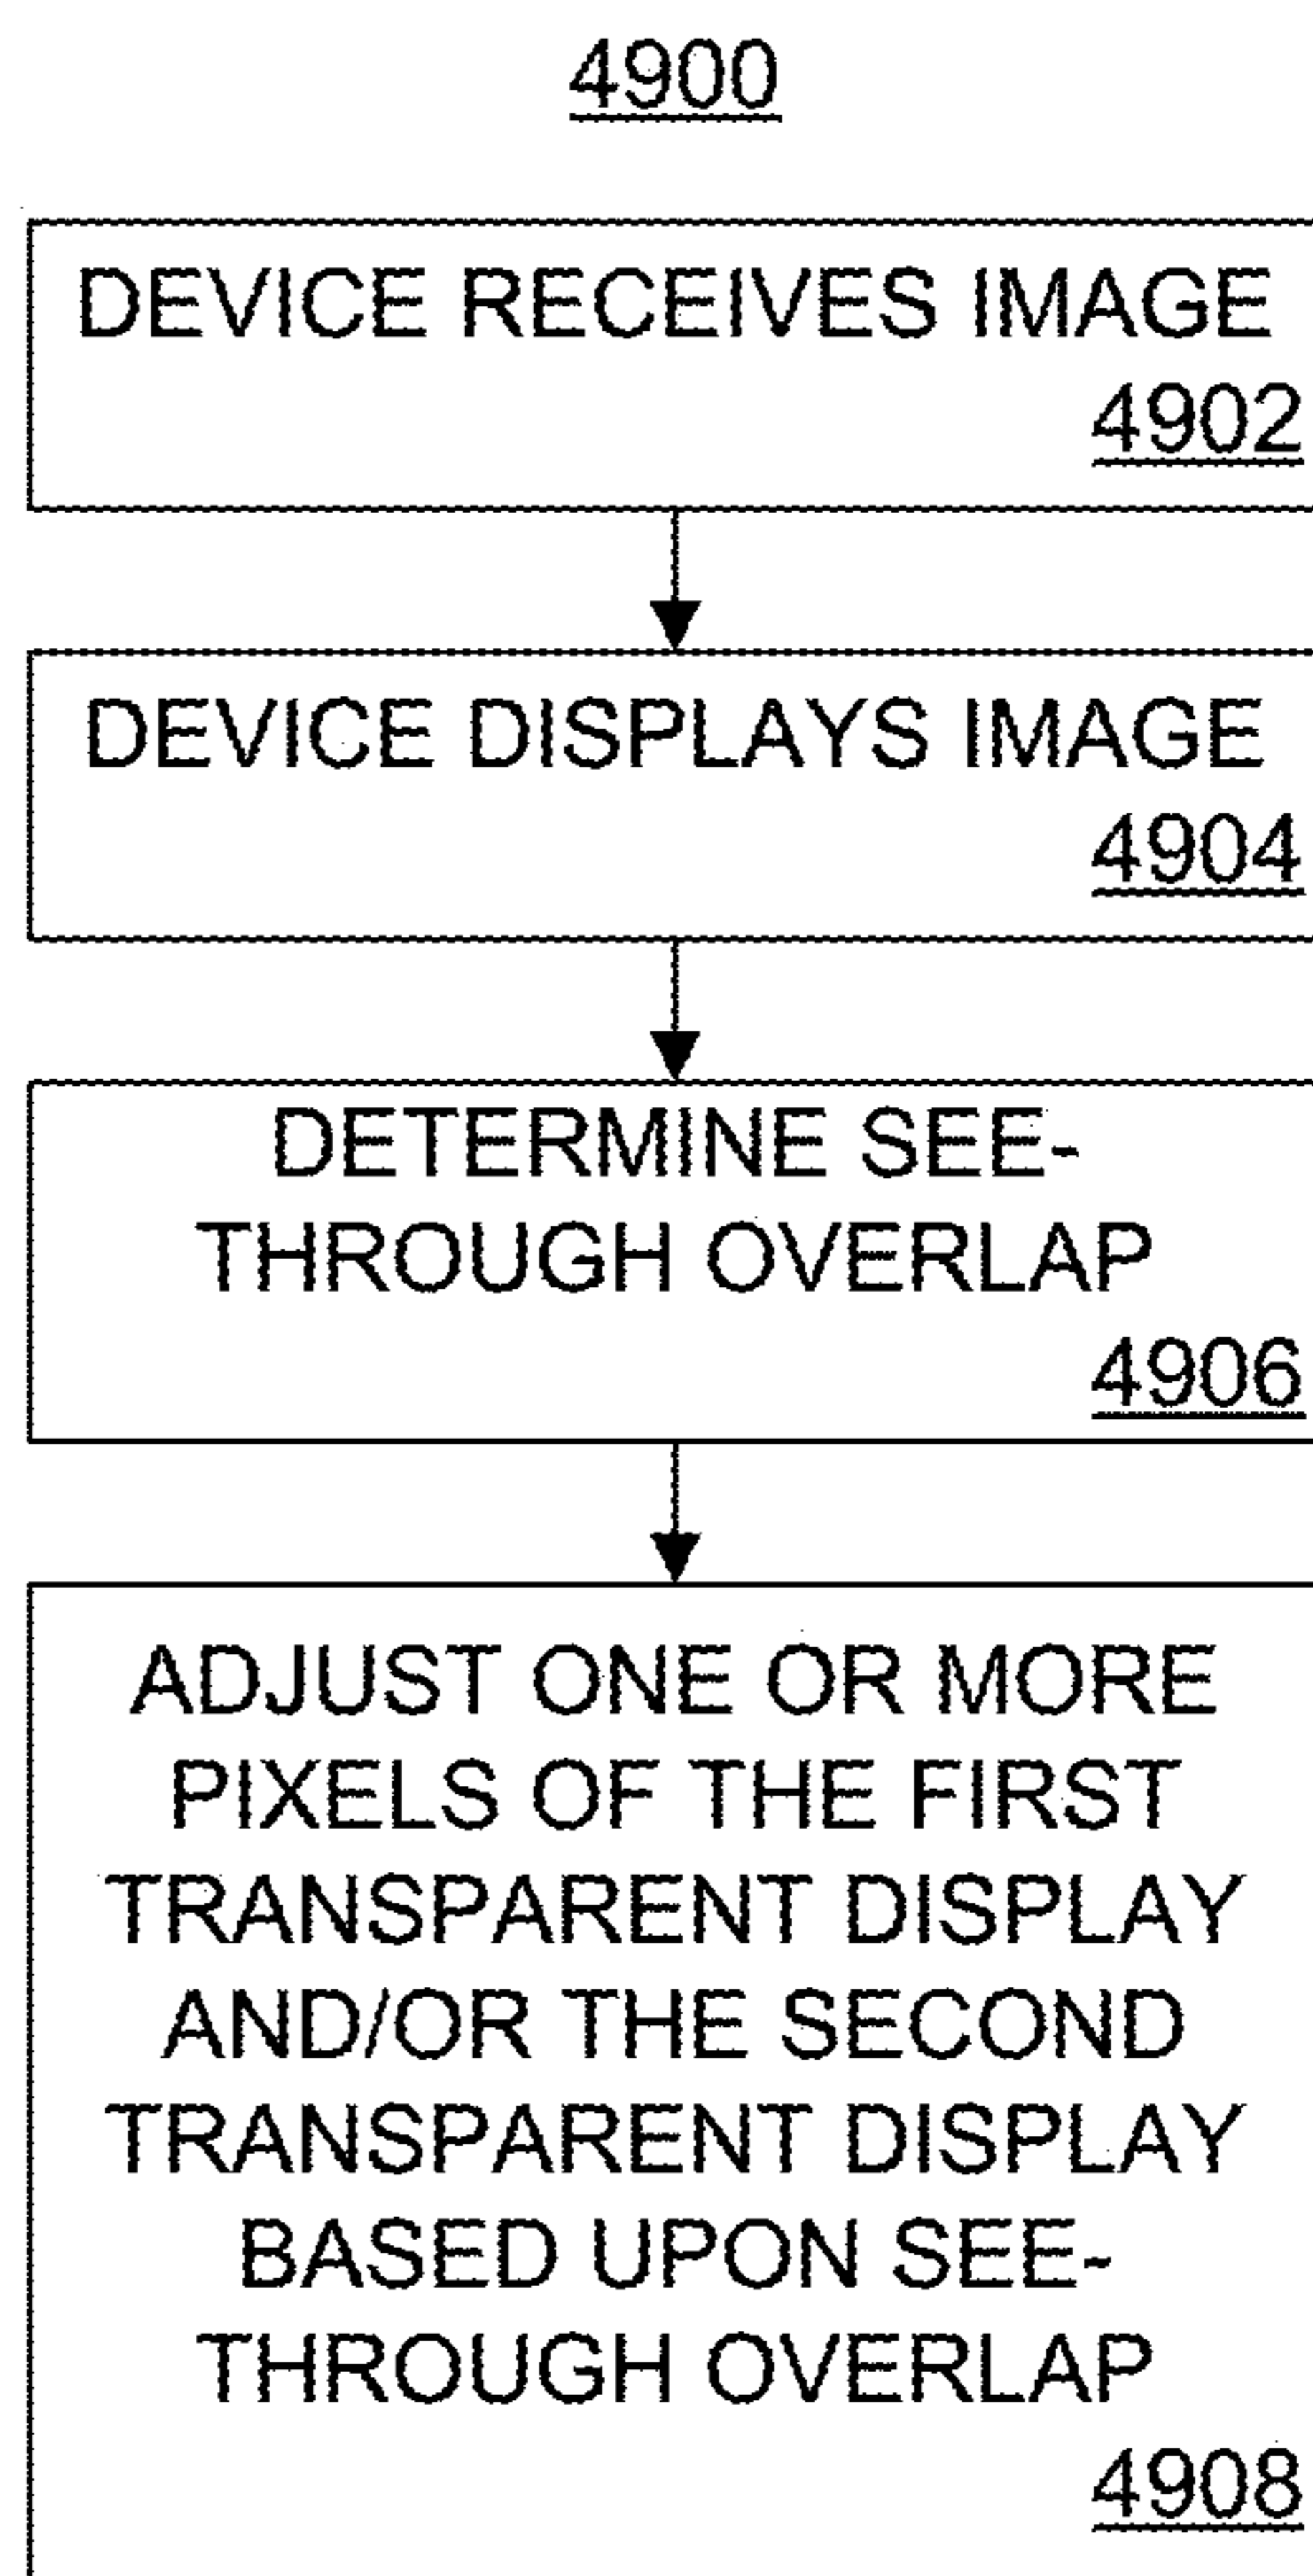 4900
DEVICE RECEIVES IMAGE
4902
DEVICE DISPLAYS IMAGE
4904
DETERMINE SEE-
THROUGH OVERLAP
4906
ADJUST ONE OR MORE
PIXELS OF THE FIRST
TRANSPARENT DISPLAY
AND/OR THE SECOND
TRANSPARENT DISPLAY
BASED UPON SEE-
THROUGH OVERLAP
4908